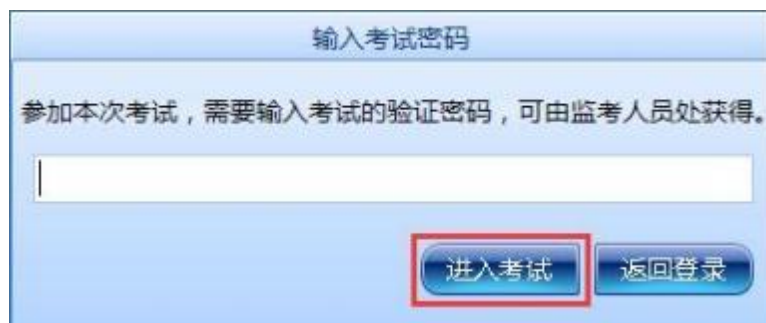 输入考试密码
参加本次考试，需要输入考试的验证密码，可由监考人员处获得。
进入考试 返回登录